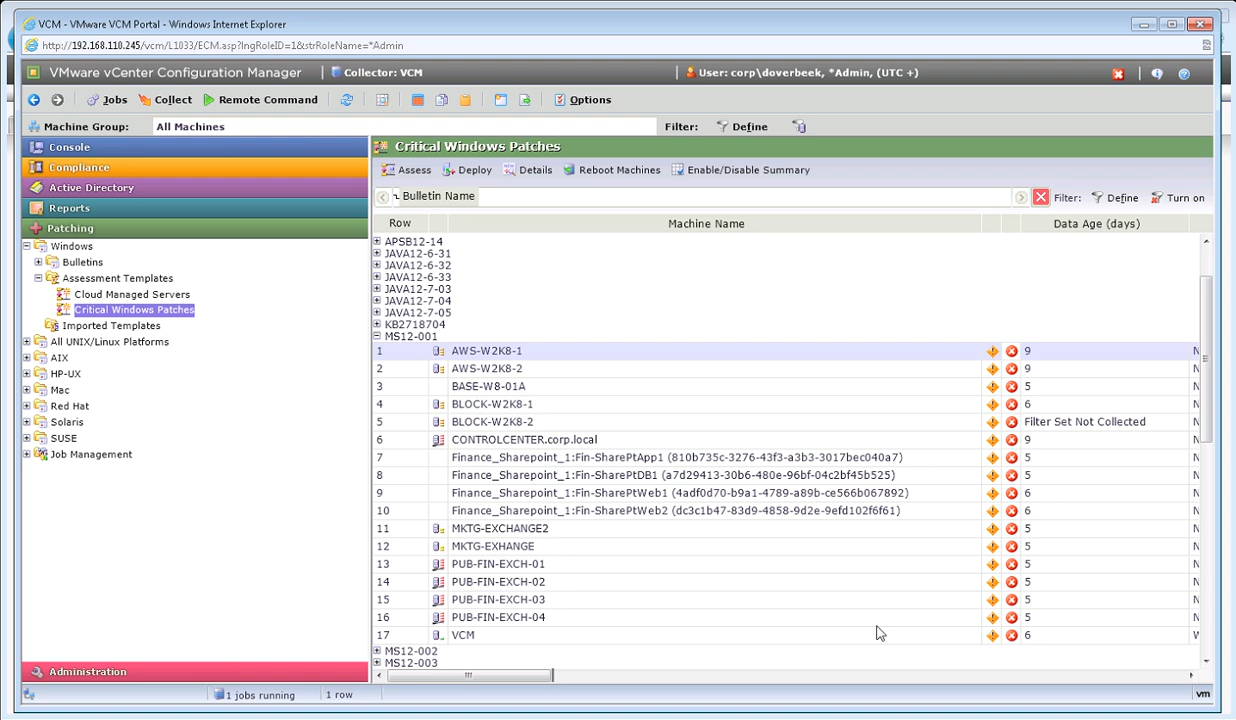 VCM - VMware VCM Portal - Windows Internet Explorer
http://192.168.110.245/vcm/L1033/ECM.asp?lngRoleID=1&strRoleName=*Admin
VMware vCenter Configuration Manager Collector: VCM User: corp\doverbeek, *Admin, (UTC +)
Jobs Collect Remote Command Options
Machine Group: All Machines Filter: Define
Console
Compliance
Active Directory
Reports
Patching
Windows
Bulletins
Assessment Templates
Cloud Managed Servers
Critical Windows Patches
Imported Templates
All UNIX/Linux Platforms
AIX
HP-UX
Mac
Red Hat
Solaris
SUSE
Job Management
Administration
Critical Windows Patches
Assess Deploy Details Reboot Machines Enable/Disable Summary
Bulletin Name Filter: Define Turn on
Row Machine Name Data Age (days)
APSB12-14
JAVA12-6-31
JAVA12-6-32
JAVA12-6-33
JAVA12-7-03
JAVA12-7-04
JAVA12-7-05
KB2718704
MS12-001
1 AWS-W2K8-1 9 N
2 AWS-W2K8-2 9 N
3 BASE-W8-01A 5 N
4 BLOCK-W2K8-1 6 N
5 BLOCK-W2K8-2 Filter Set Not Collected N
6 CONTROLCENTER.corp.local 9 N
7 Finance_Sharepoint_1:Fin-SharePtApp1 (810b735c-3276-43f3-a3b3-3017bec040a7) 5 N
8 Finance_Sharepoint_1:Fin-SharePtDB1 (a7d29413-30b6-480e-96bf-04c2bf45b525) 5 N
9 Finance_Sharepoint_1:Fin-SharePtWeb1 (4adf0d70-b9a1-4789-a89b-ce566b067892) 6 N
10 Finance_Sharepoint_1:Fin-SharePtWeb2 (dc3c1b47-83d9-4858-9d2e-9efd102f6f61) 6 N
11 MKTG-EXCHANGE2 5 N
12 MKTG-EXHANGE 5 N
13 PUB-FIN-EXCH-01 5 N
14 PUB-FIN-EXCH-02 5 N
15 PUB-FIN-EXCH-03 5 N
16 PUB-FIN-EXCH-04 5 N
17 VCM 6 W
MS12-002
MS12-003
1 jobs running 1 row vm